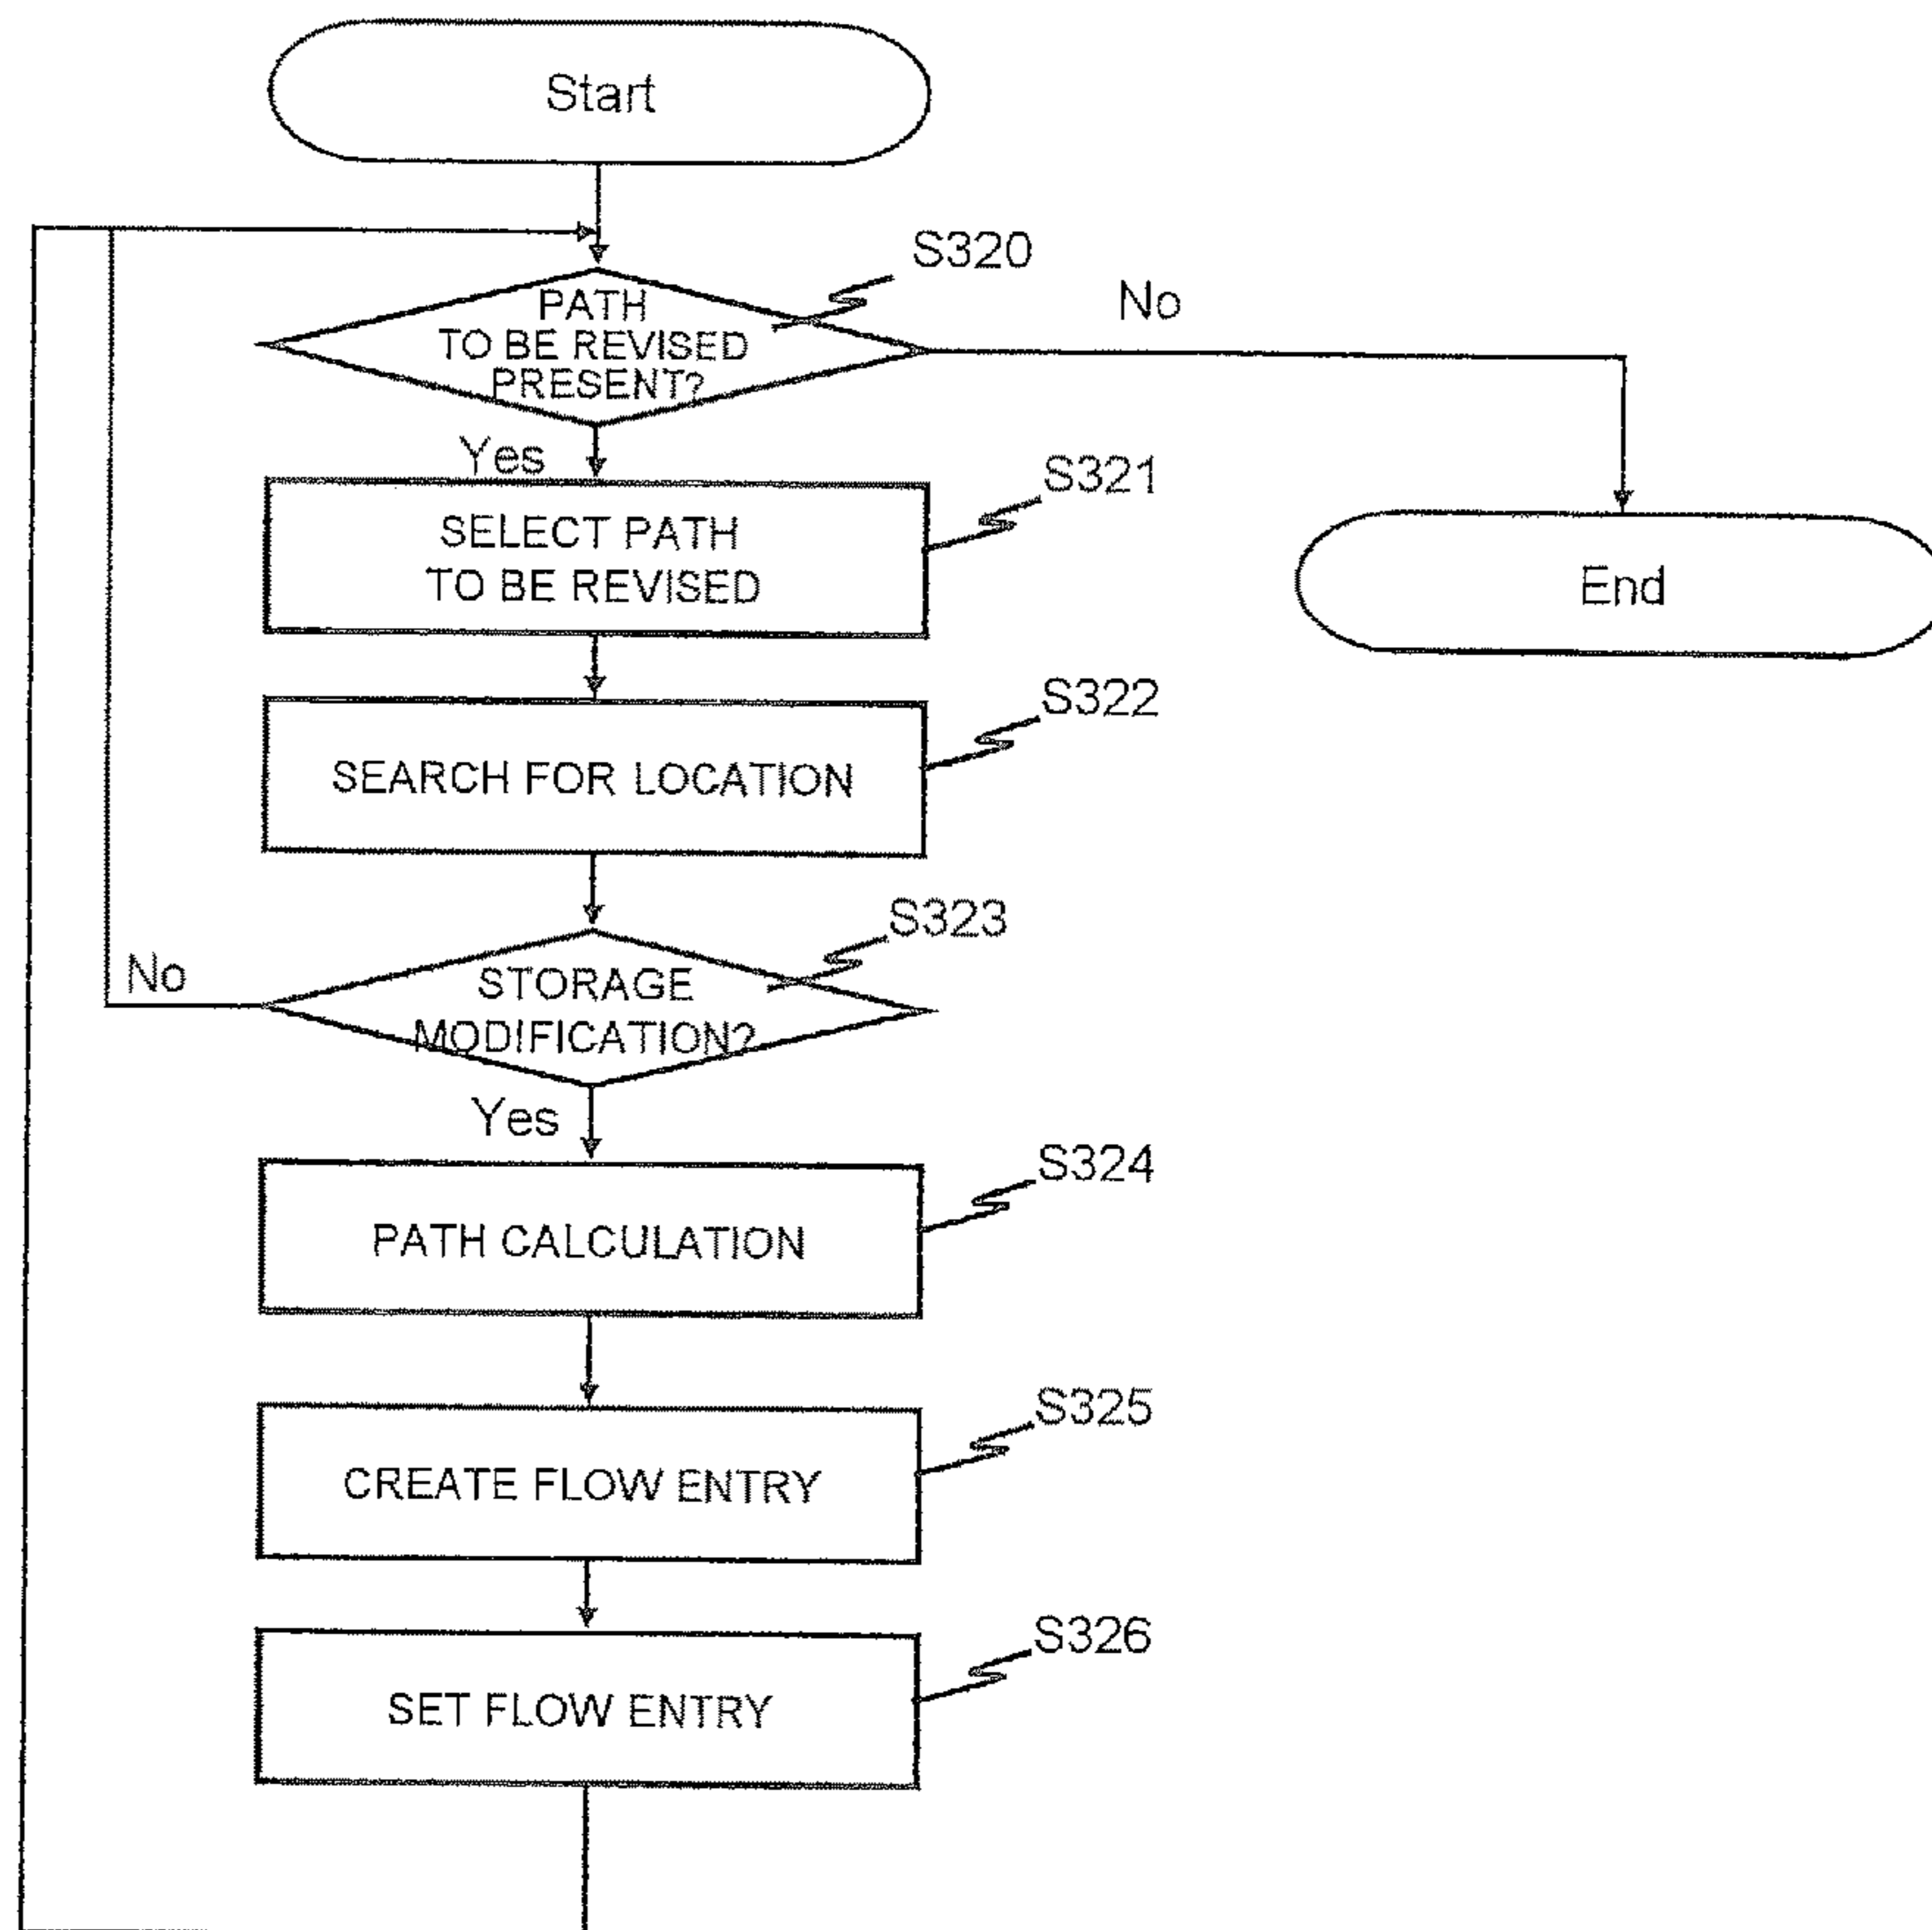 Start
S320
No
PATH
TO BE REVISED
PRESENT?
Yes
S321
SELECT PATH
TO BE REVISED
End
S322
SEARCH FOR LOCATION
S323
No
STORAGE
MODIFICATION?
Yes
S324
PATH CALCULATION
S325
CREATE FLOW ENTRY
S326
SET FLOW ENTRY